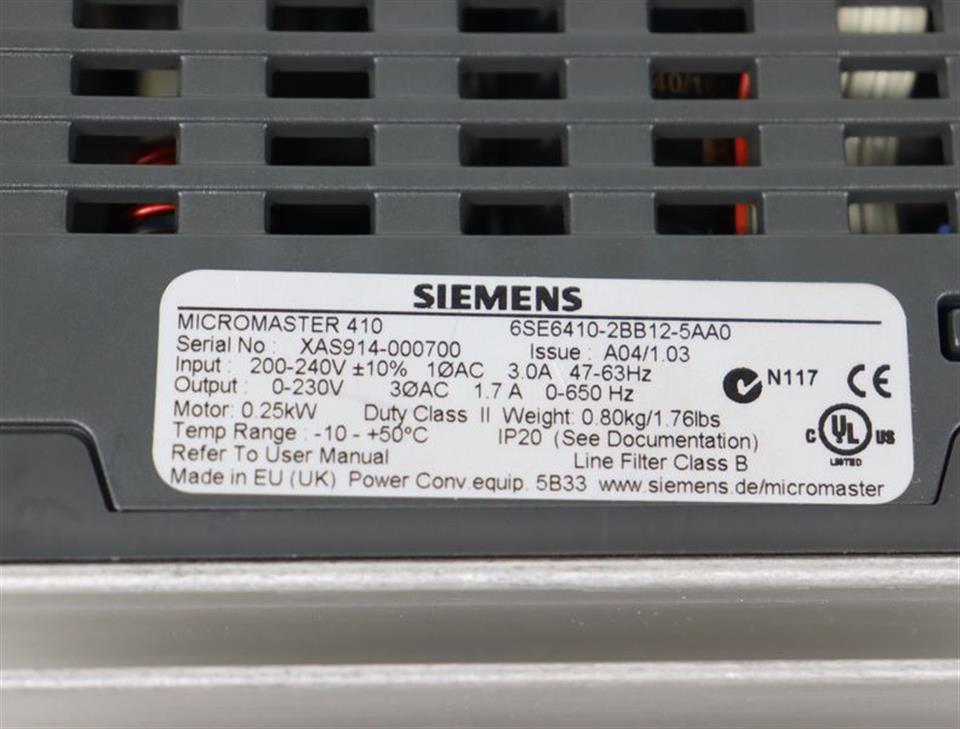 SIEMENS
MICROMASTER 410 6SE6410-2BB12-5AA0
Serial No : XAS914-000700 Issue : A04/1.03
Input : 200-240V ±10% 1ØAC 3.0A 47-63Hz
Output : 0-230V 3ØAC 1.7 A 0-650 Hz
N117 CE
Motor: 0.25kW Duty Class II Weight: 0.80kg/1.76lbs
Temp Range : -10 - +50°C IP20 (See Documentation)
C UL US
LISTED
Refer To User Manual Line Filter Class B
Made in EU (UK) Power Conv.equip. 5B33 www.siemens.de/micromaster